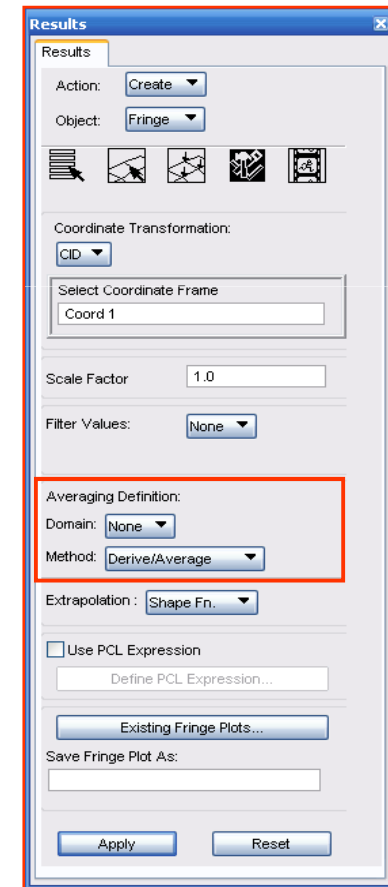 Results
Results
Action: Create
Object: Fringe
Coordinate Transformation:
CID
Select Coordinate Frame
Coord 1
Scale Factor 1.0
Filter Values: None
Averaging Definition:
Domain: None
Method: Derive/Average
Extrapolation : Shape Fn.
Use PCL Expression
Define PCL Expression...
Existing Fringe Plots...
Save Fringe Plot As:
Apply Reset